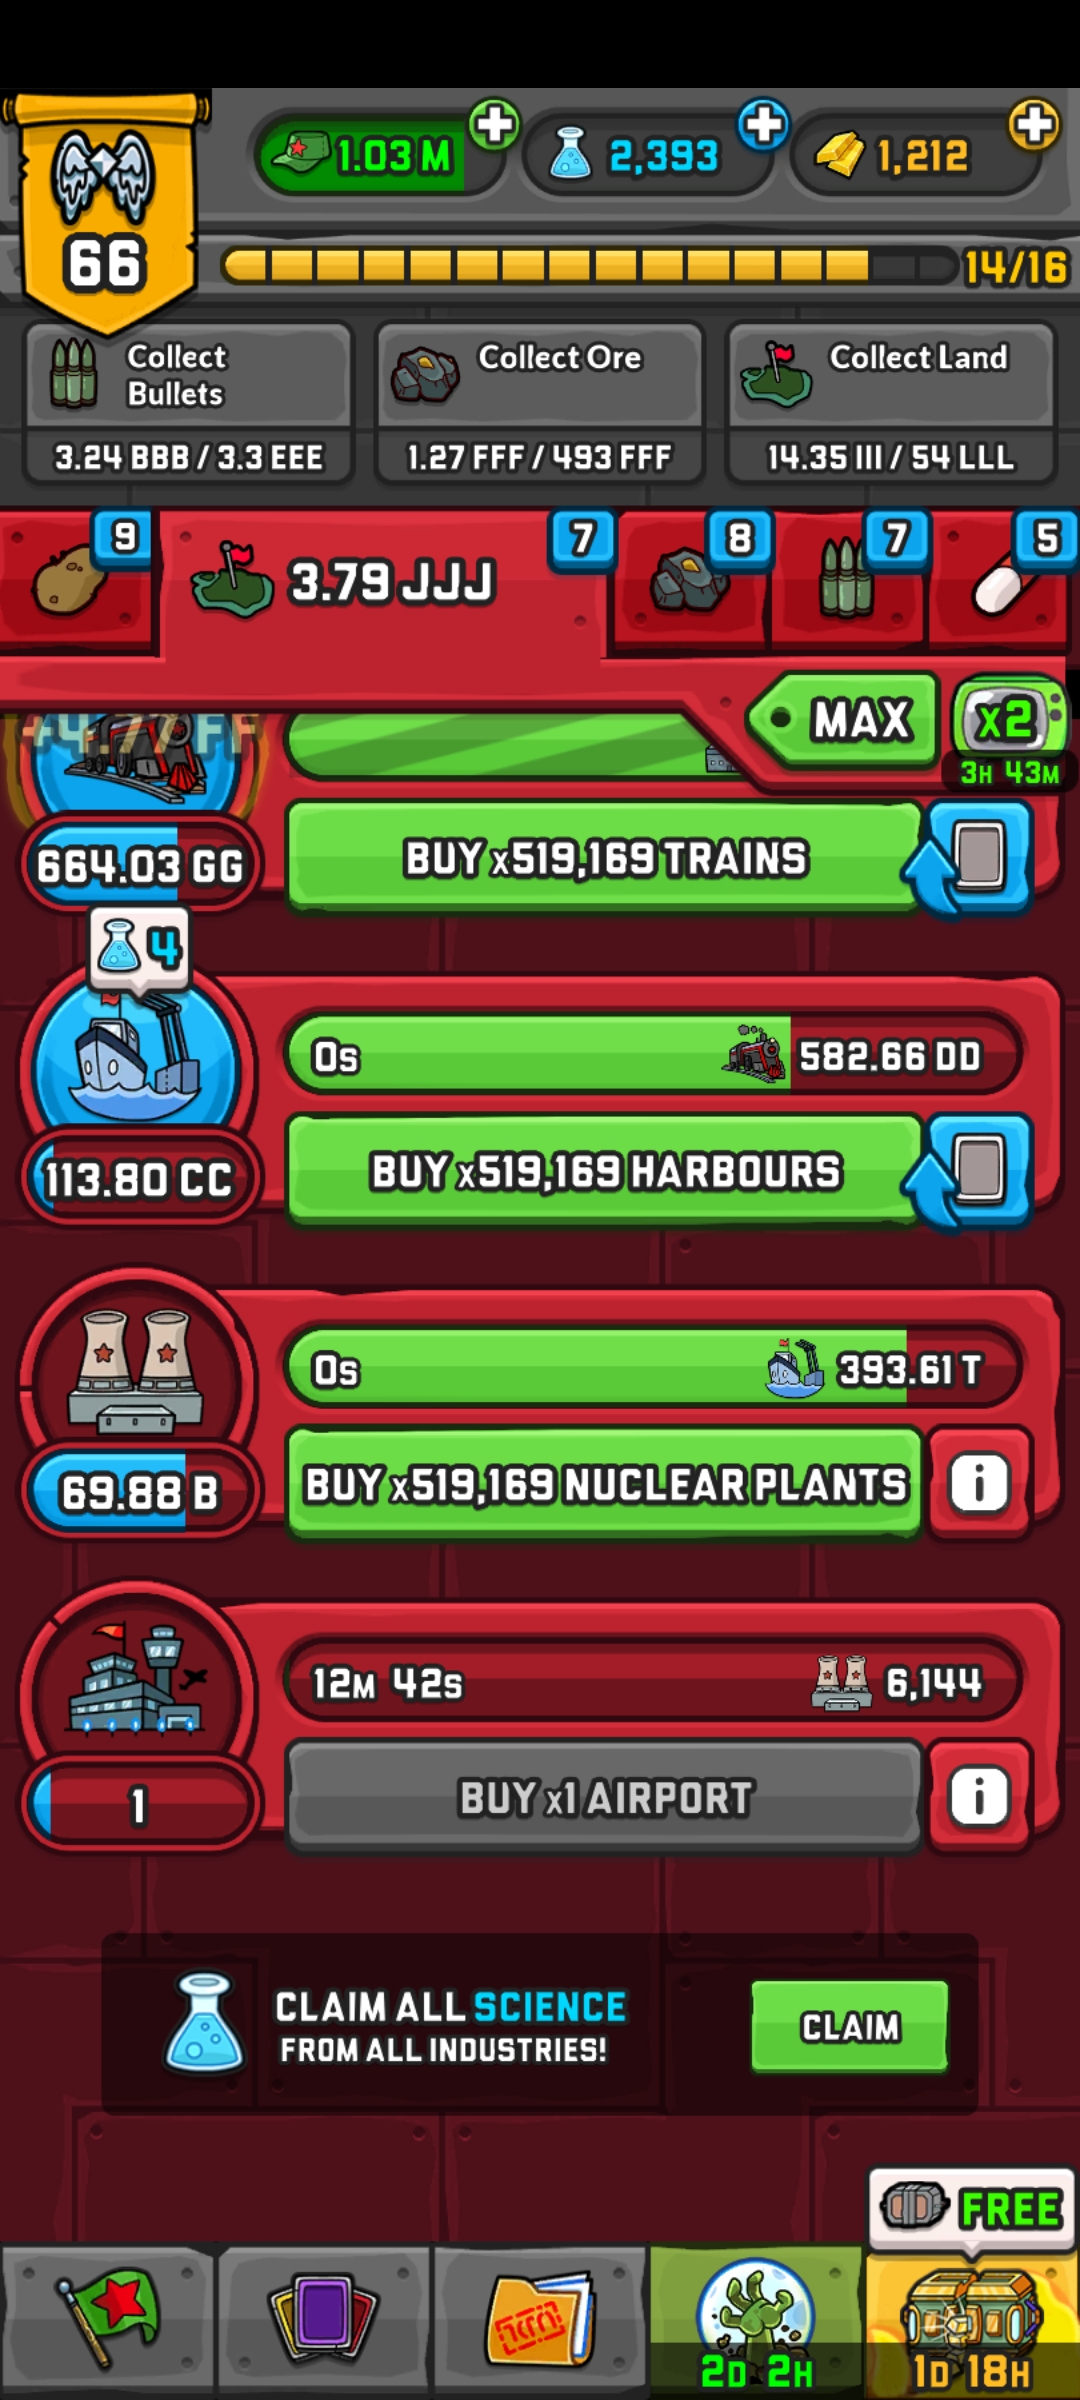 1.03 M
2,393
1,212
66
14/16
Collect
Bullets
3.24 BBB / 3.3 EEE
Collect Ore
1.27 FFF / 493 FFF
Collect Land
14.35 III / 54 LLL
9
3.79 JJJ
7
8
7
5
MAX
x2
3H 43M
+4.77 FF
664.03 GG
BUY x519,169 TRAINS
4
0s
582.66 DD
113.80 CC
BUY x519,169 HARBOURS
0s
393.61 T
69.88 B
BUY x519,169 NUCLEAR PLANTS
i
12M 42s
6,144
1
BUY x1 AIRPORT
i
CLAIM ALL SCIENCE
FROM ALL INDUSTRIES!
CLAIM
FREE
2D 2H
1D 18H